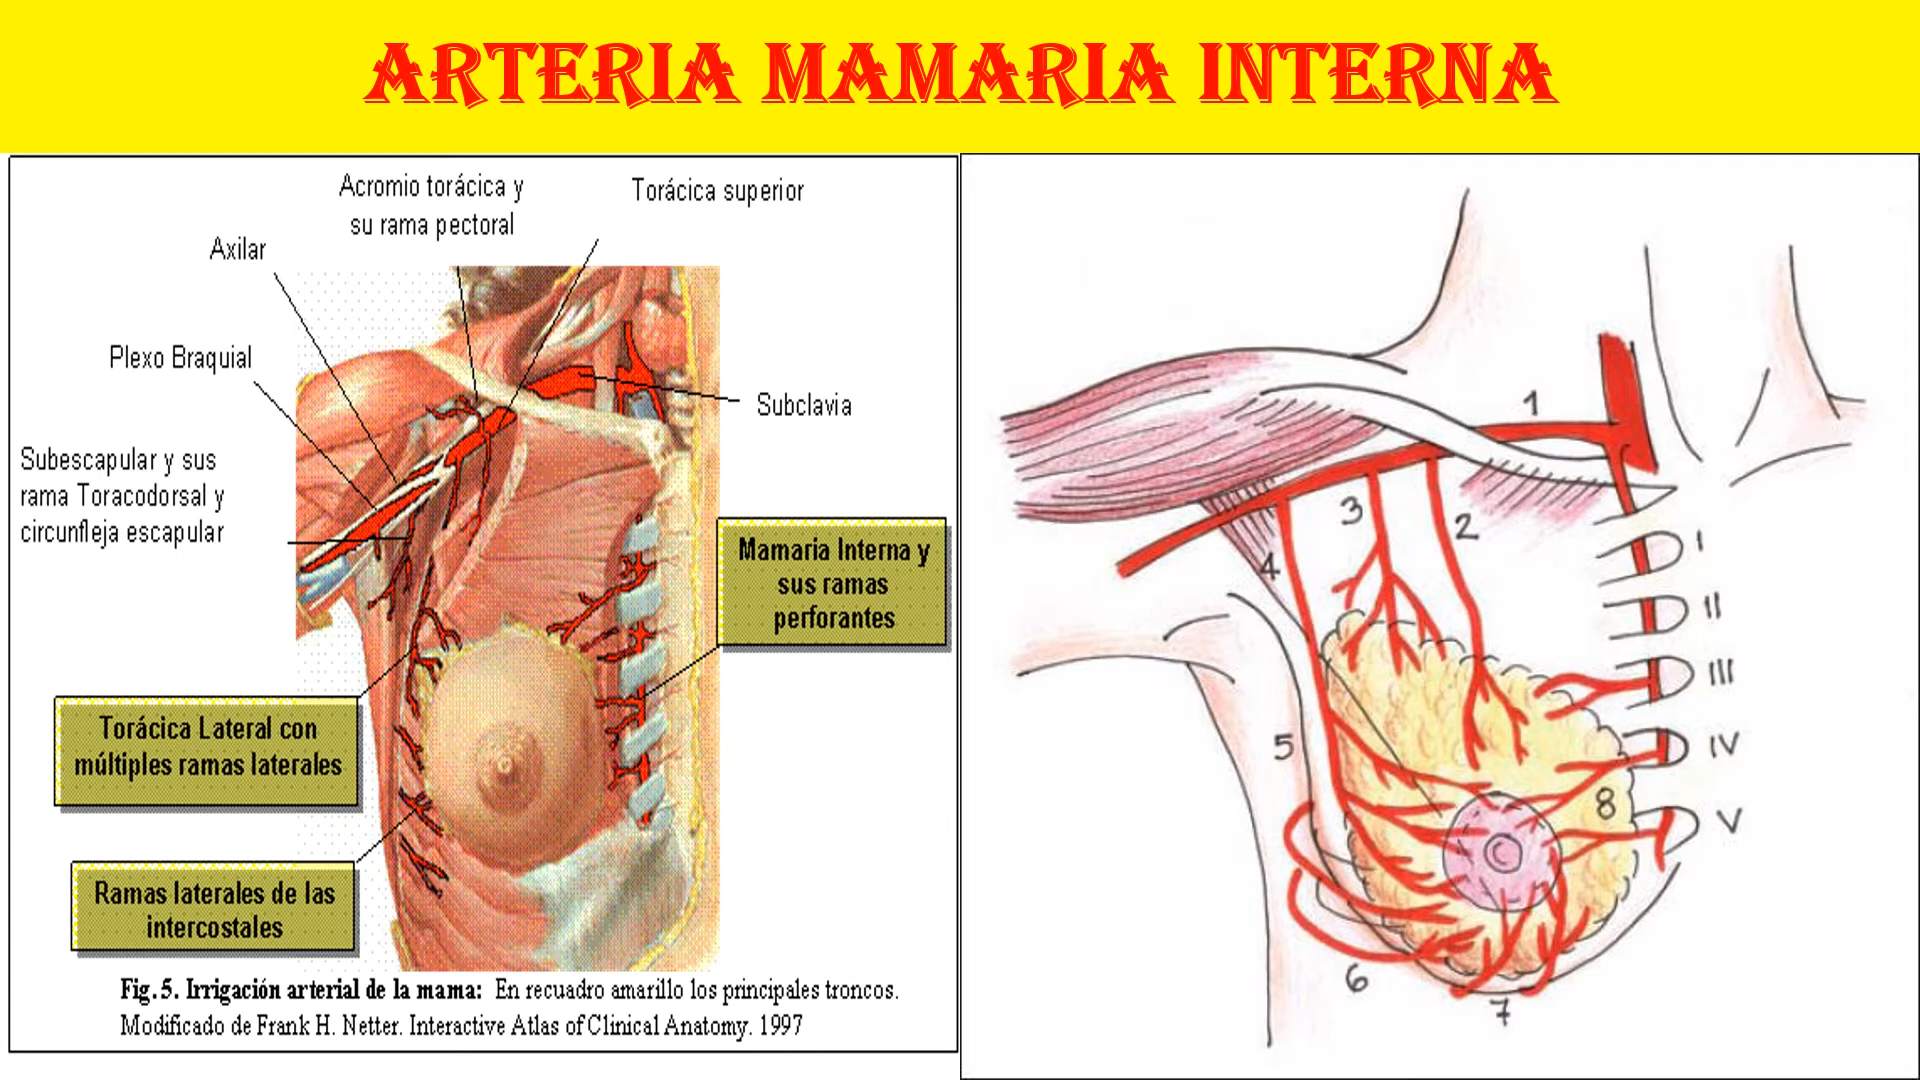 ARTERIA MAMARIA INTERNA
Acromio torácica y
su rama pectoral
Torácica superior
Axilar
Plexo Braquial
Subclavia
Subescapular y sus
rama Toracodorsal y
circunfleja escapular
Mamaria Interna y
sus ramas
perforantes
Torácica Lateral con
múltiples ramas laterales
Ramas laterales de las
intercostales
Fig. 5. Irrigación arterial de la mama: En recuadro amarillo los principales troncos.
Modificado de Frank H. Netter. Interactive Atlas of Clinical Anatomy. 1997
1
2
3
4
I
II
III
IV
V
5
8
6
7